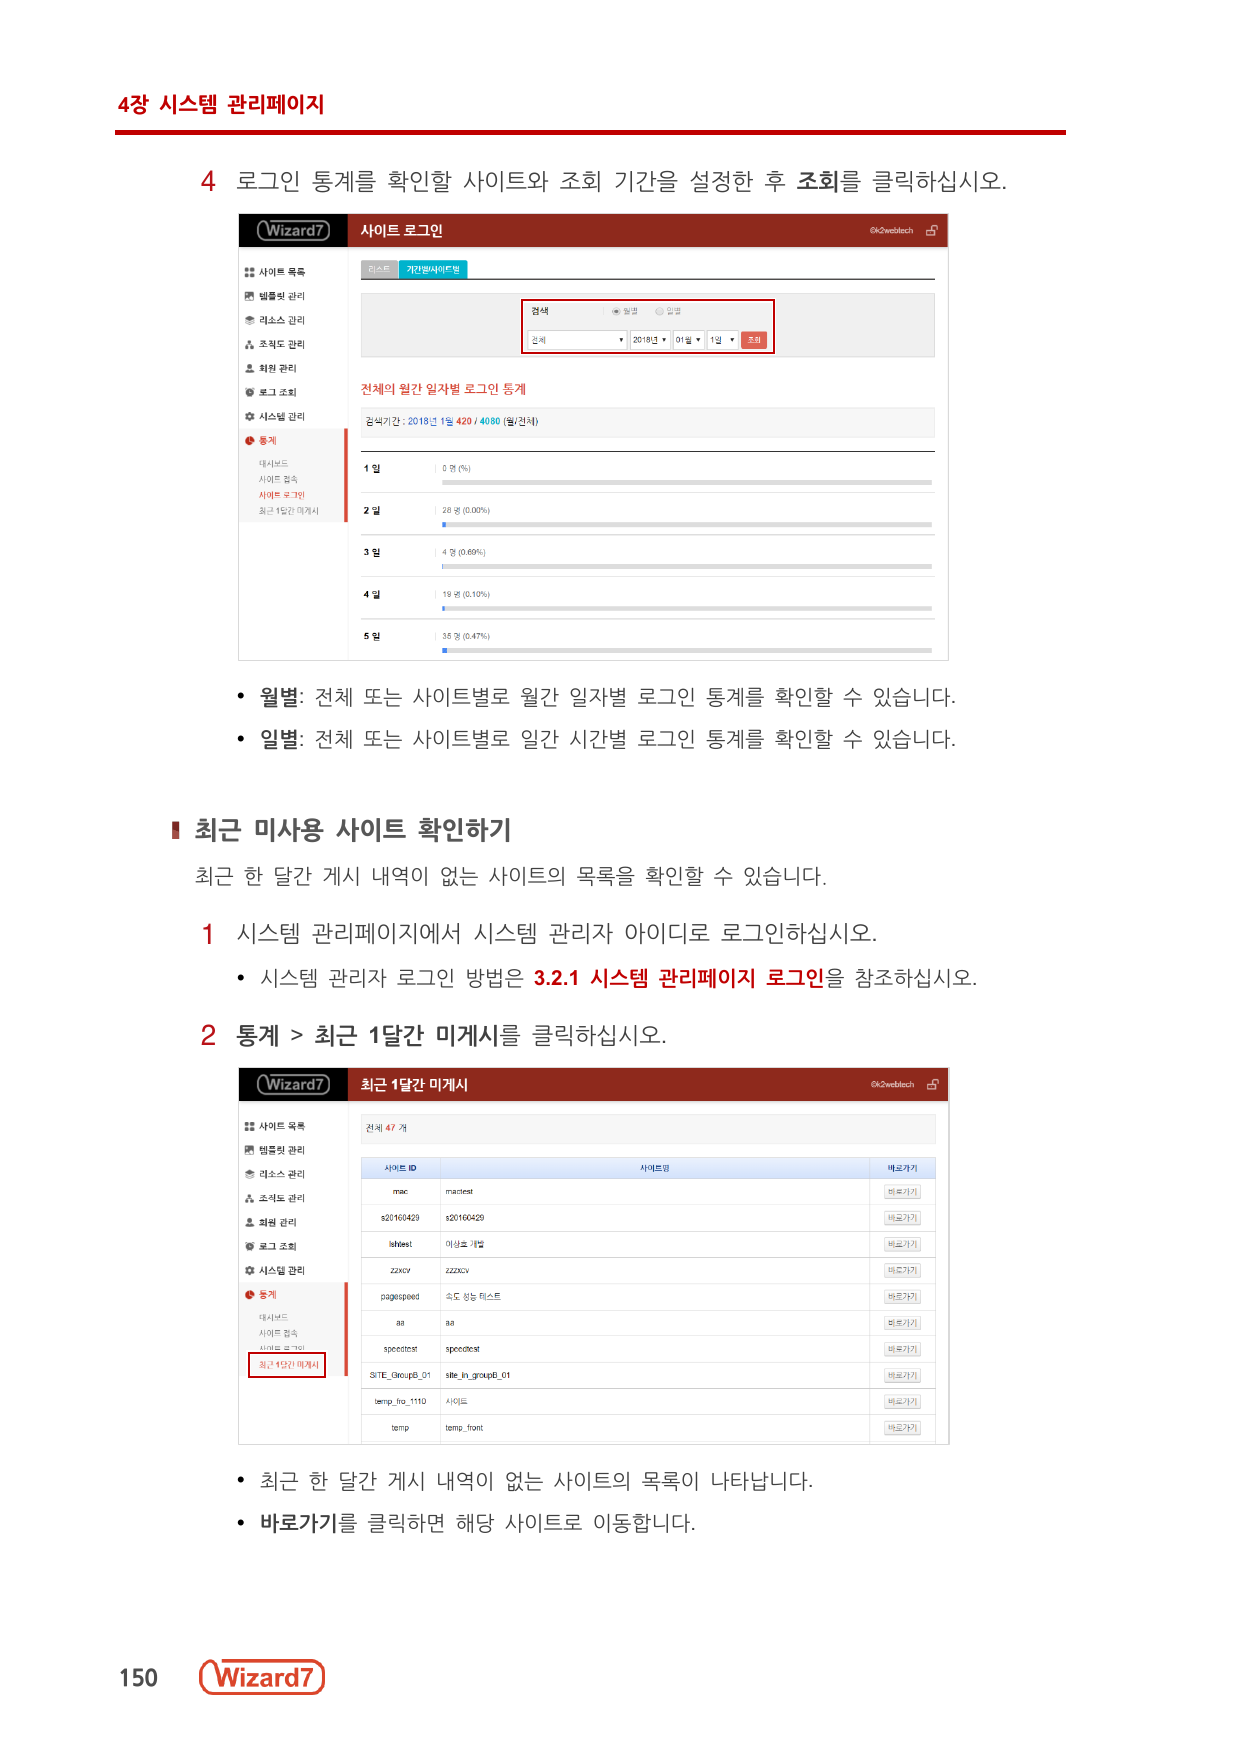 4장 시스템 관리페이지
4 로그인 통계를 확인할 사이트와 조회 기간을 설정한 후 조회를 클릭하십시오.
Wizard7 사이트 로그인 ©k2webtech
사이트 목록
템플릿 관리
리소스 관리
조직도 관리
회원 관리
로그 조회
시스템 관리
통계
대시보드
사이트 접속
사이트 로그인
최근 1달간 미게시
리스트 기간별/사이트별
검색 월별 일별
전체 2018년 01월 1일 조회
전체의 월간 일자별 로그인 통계
검색기간 : 2018년 1월 420 / 4080 (월/전체)
1 일 0 명 (%)
2 일 28 명 (0.00%)
3 일 4 명 (0.69%)
4 일 19 명 (0.10%)
5 일 35 명 (0.47%)
• 월별: 전체 또는 사이트별로 월간 일자별 로그인 통계를 확인할 수 있습니다.
• 일별: 전체 또는 사이트별로 일간 시간별 로그인 통계를 확인할 수 있습니다.
최근 미사용 사이트 확인하기
최근 한 달간 게시 내역이 없는 사이트의 목록을 확인할 수 있습니다.
1 시스템 관리페이지에서 시스템 관리자 아이디로 로그인하십시오.
• 시스템 관리자 로그인 방법은 3.2.1 시스템 관리페이지 로그인을 참조하십시오.
2 통계 > 최근 1달간 미게시를 클릭하십시오.
Wizard7 최근 1달간 미게시 ©k2webtech
사이트 목록
템플릿 관리
리소스 관리
조직도 관리
회원 관리
로그 조회
시스템 관리
통계
대시보드
사이트 접속
사이트 로그인
최근 1달간 미게시
전체 47 개
사이트 ID 사이트명 바로가기
mac mactest 바로가기
s20160429 s20160429 바로가기
lshtest 이상호 개발 바로가기
zzxcv zzzxcv 바로가기
pagespeed 속도 성능 테스트 바로가기
aa aa 바로가기
speedtest speedtest 바로가기
SITE_GroupB_01 site_in_groupB_01 바로가기
temp_fro_1110 사이트 바로가기
temp temp_front 바로가기
• 최근 한 달간 게시 내역이 없는 사이트의 목록이 나타납니다.
• 바로가기를 클릭하면 해당 사이트로 이동합니다.
150 Wizard7